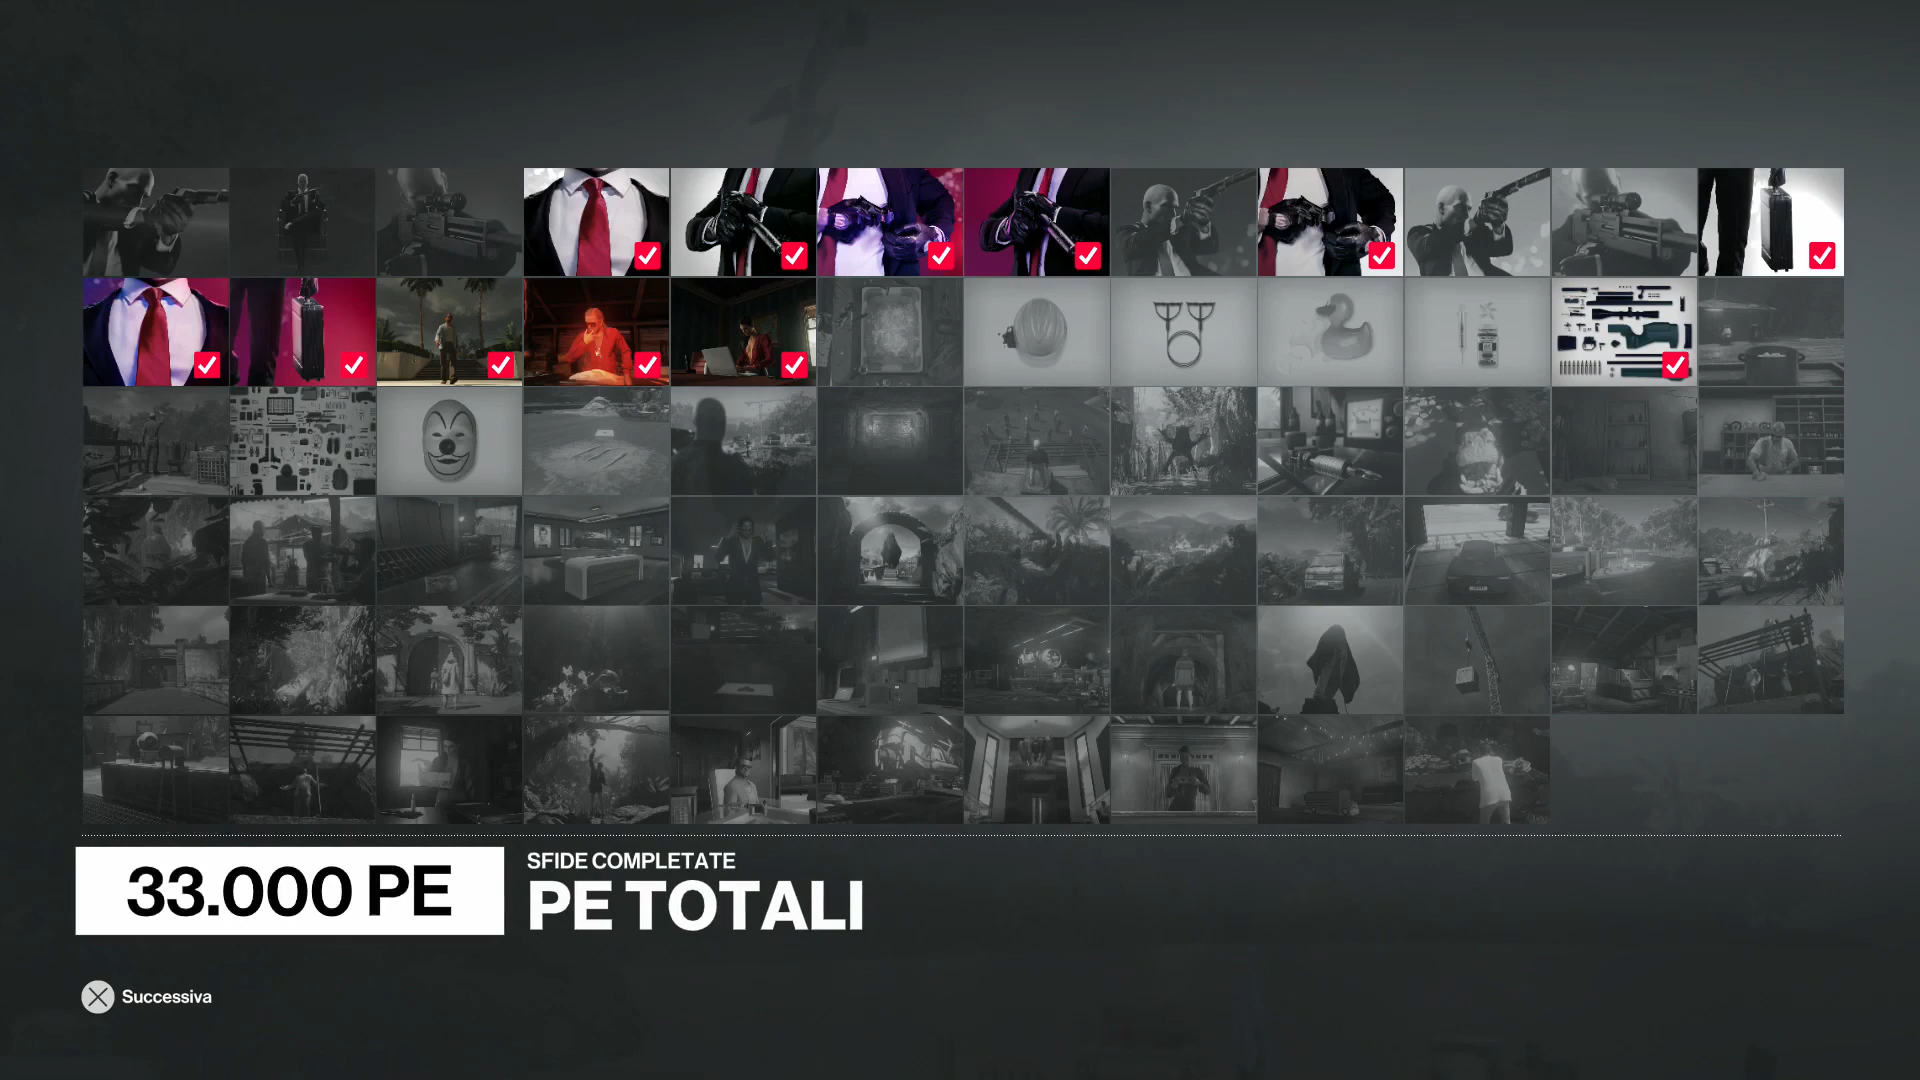 33.000 PE
SFIDE COMPLETATE
PE TOTALI
Successiva